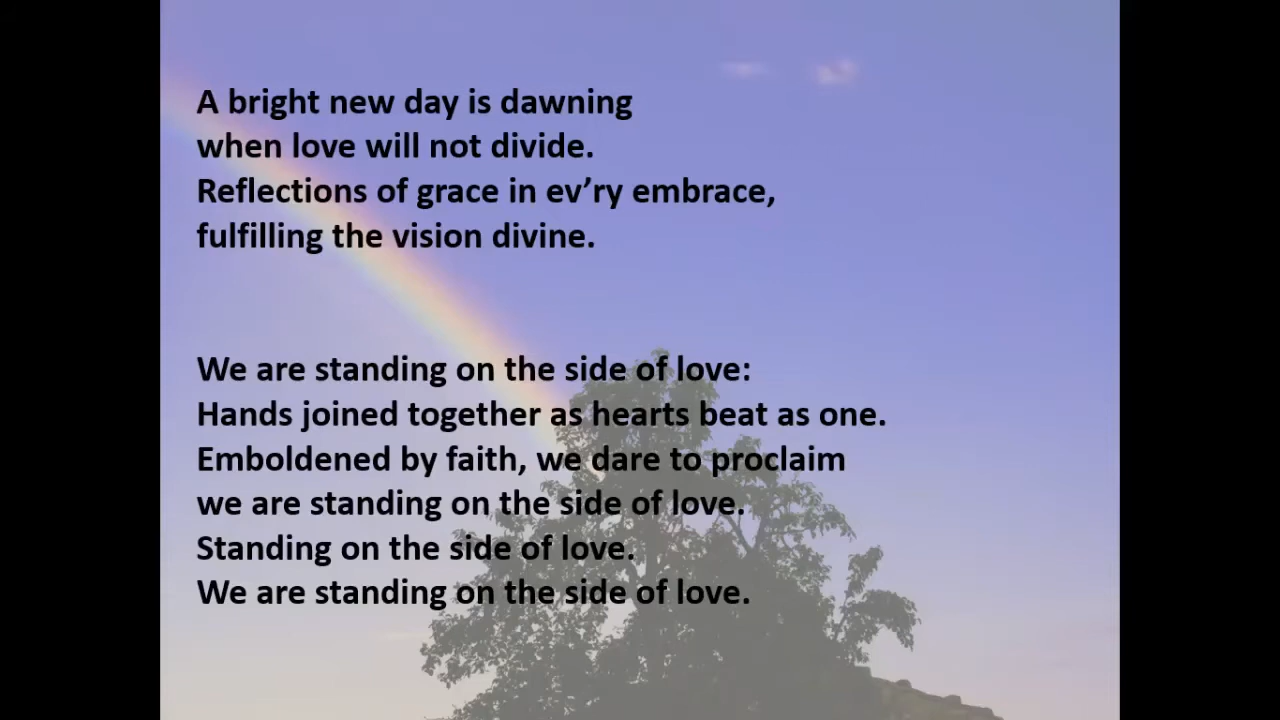 A bright new day is dawning
when love will not divide.
Reflections of grace in ev’ry embrace,
fulfilling the vision divine.
We are standing on the side of love:
Hands joined together as hearts beat as one.
Emboldened by faith, we dare to proclaim
we are standing on the side of love.
Standing on the side of love.
We are standing on the side of love.